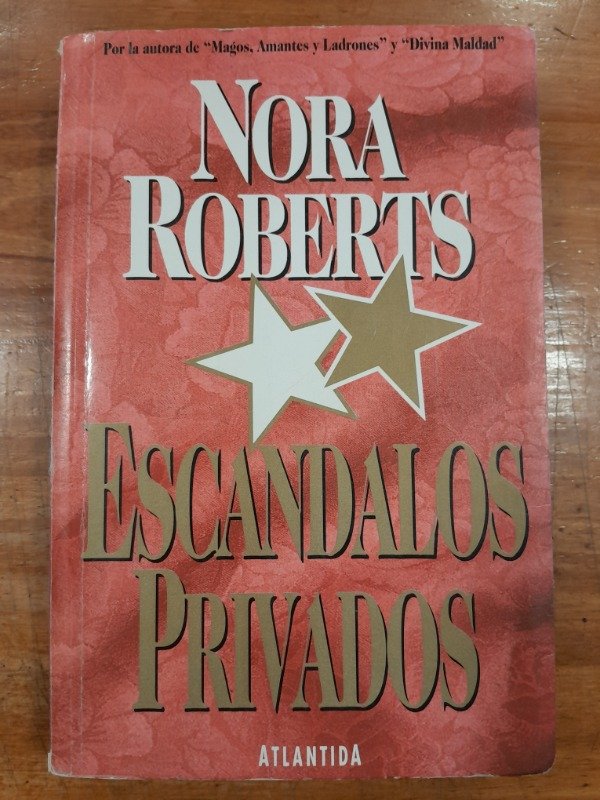 Por la autora de "Magos, Amantes y Ladrones" y "Divina Maldad"
NORA
ROBERTS
ESCANDALOS
PRIVADOS
ATLANTIDA